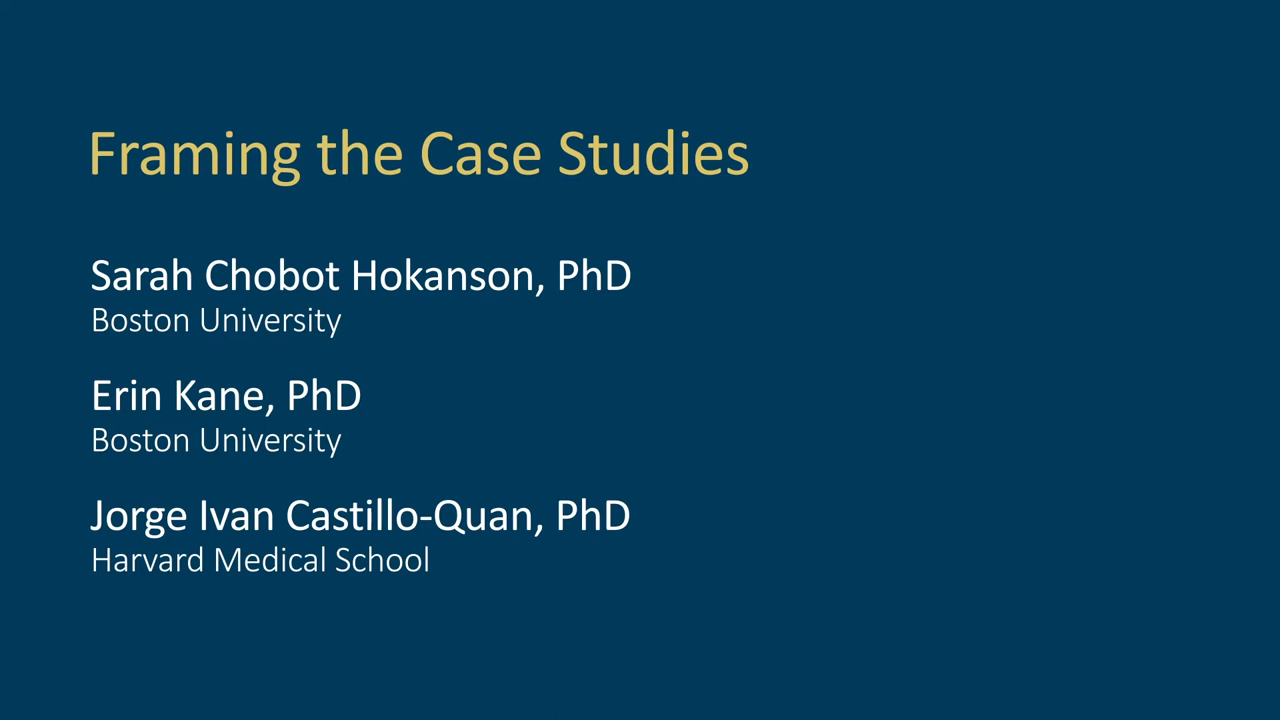 Framing the Case Studies
Sarah Chobot Hokanson, PhD
Boston University
Erin Kane, PhD
Boston University
Jorge Ivan Castillo-Quan, PhD
Harvard Medical School